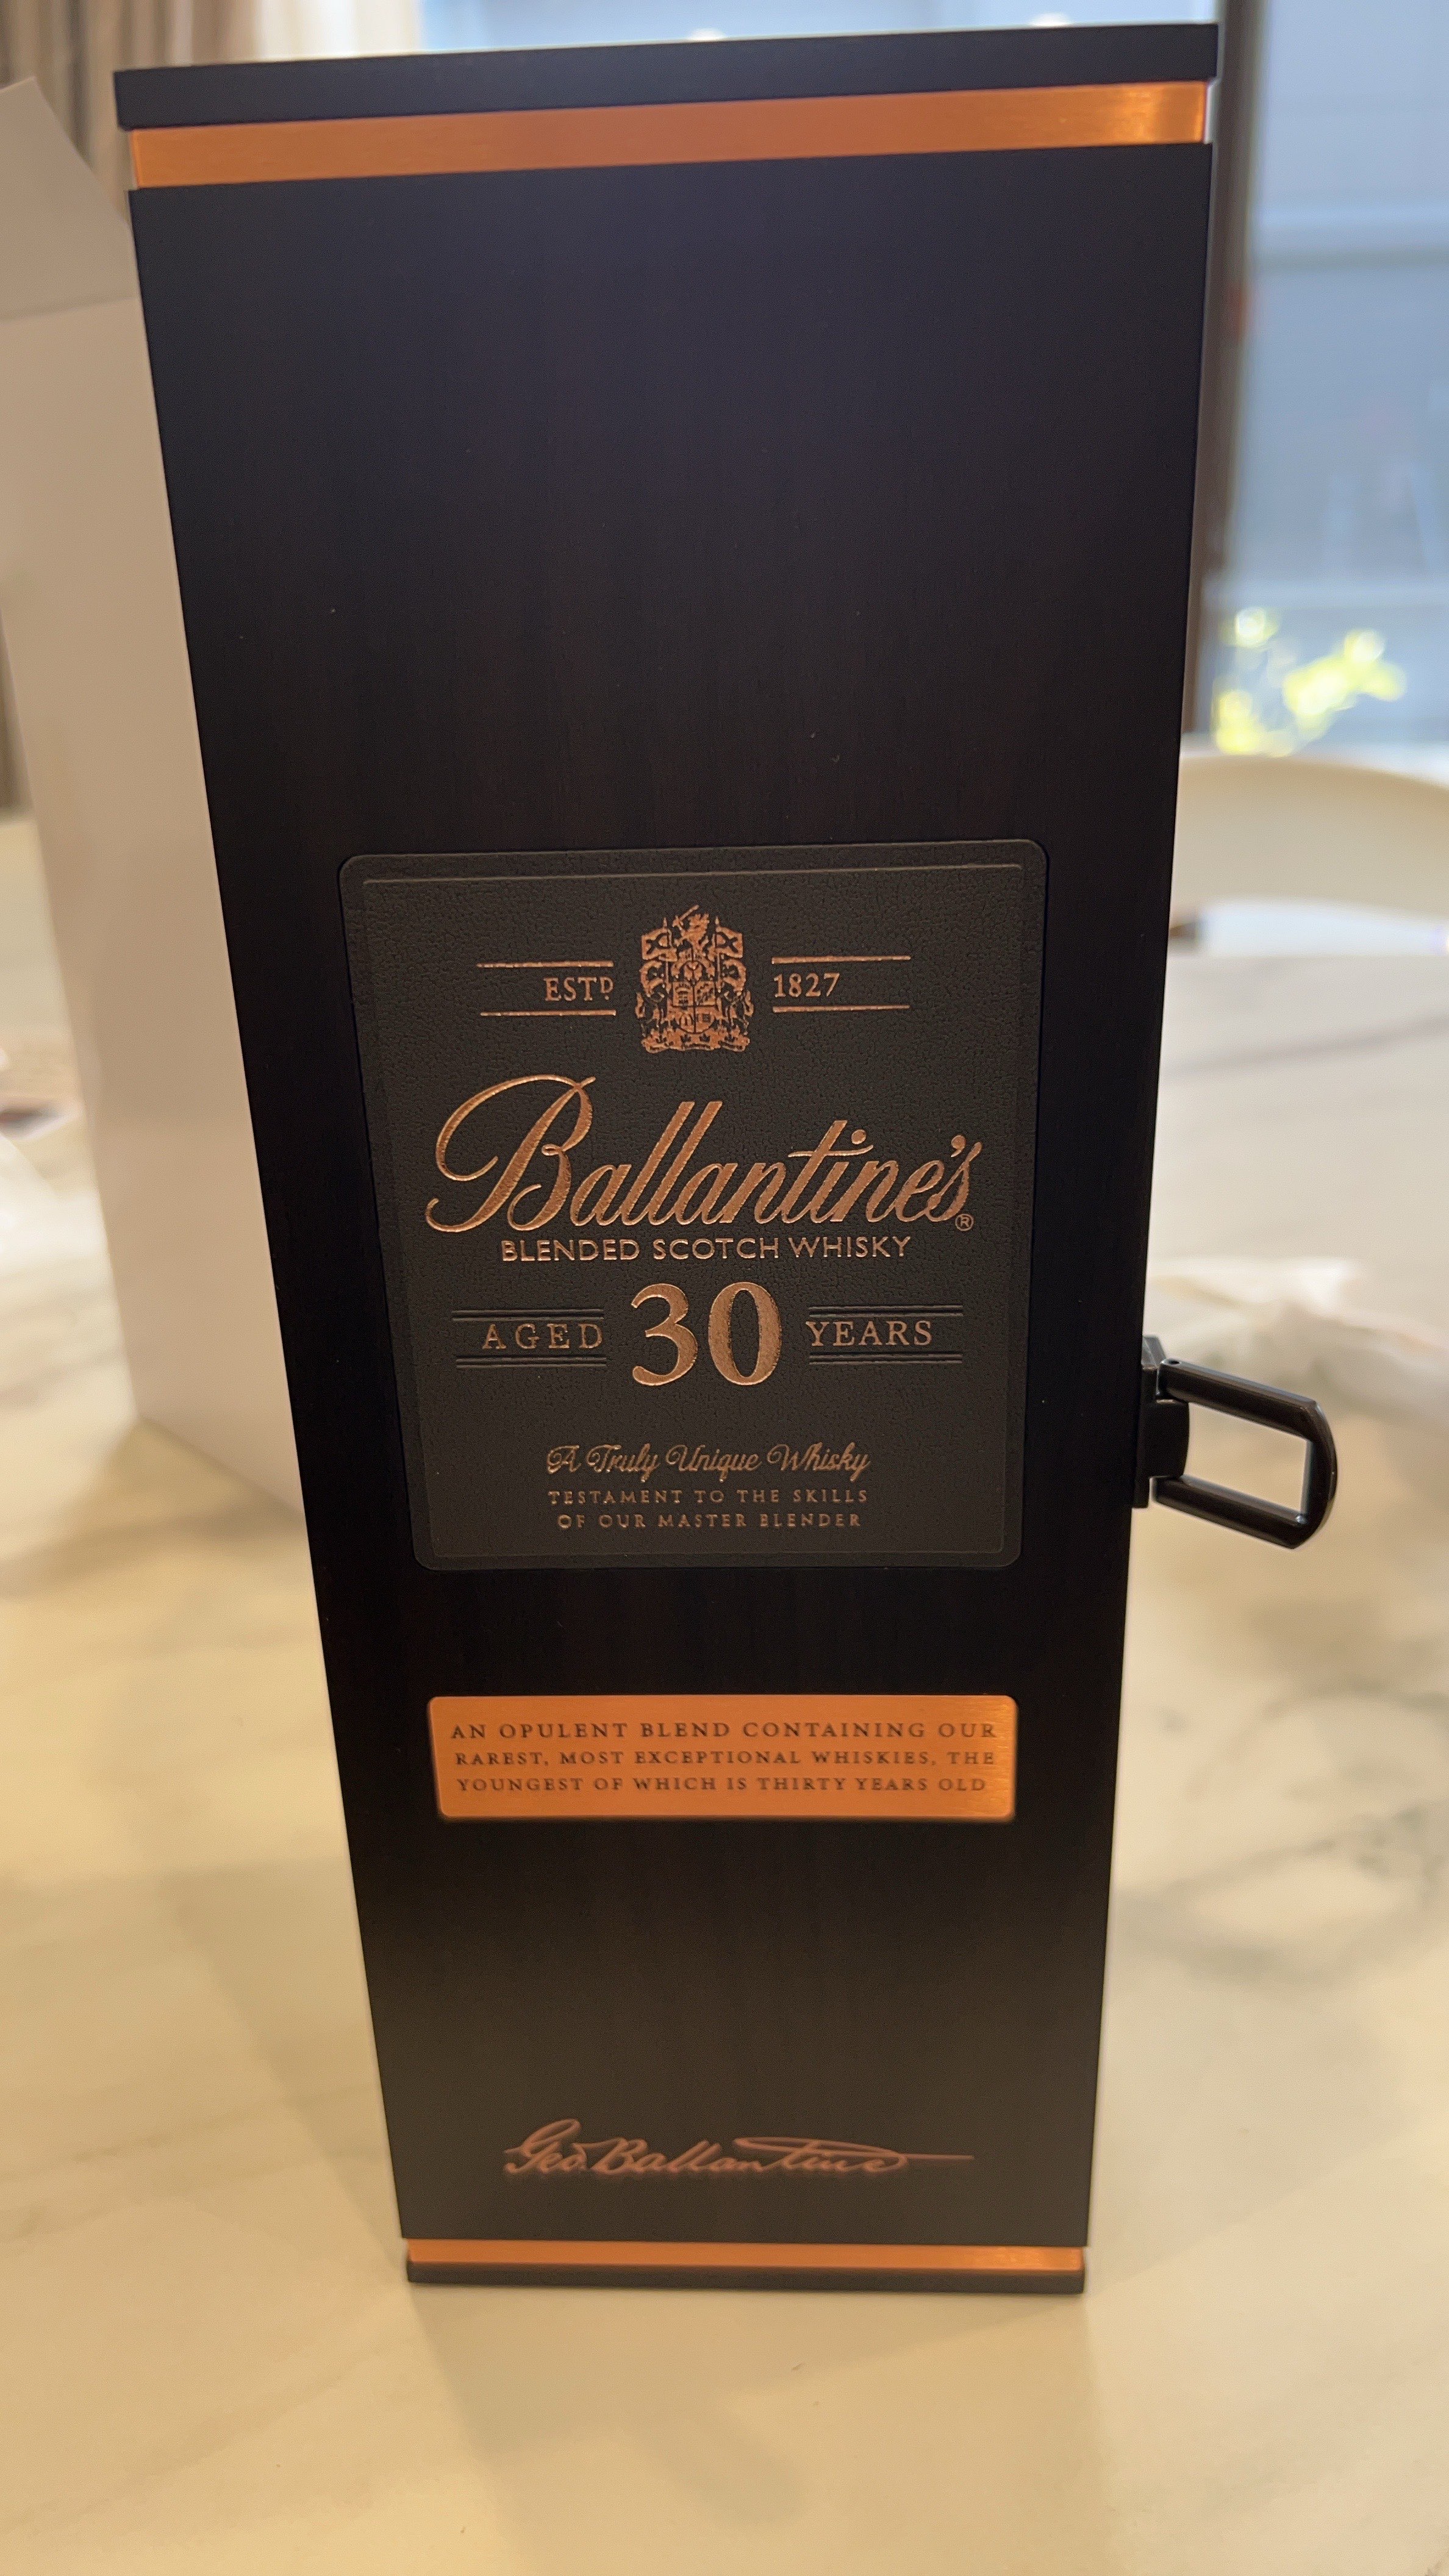 ESTD 1827
Ballantine's®
BLENDED SCOTCH WHISKY
AGED 30 YEARS
A Truly Unique Whisky
TESTAMENT TO THE SKILLS
OF OUR MASTER BLENDER
AN OPULENT BLEND CONTAINING OUR
RAREST, MOST EXCEPTIONAL WHISKIES, THE
YOUNGEST OF WHICH IS THIRTY YEARS OLD
Geo. Ballantine